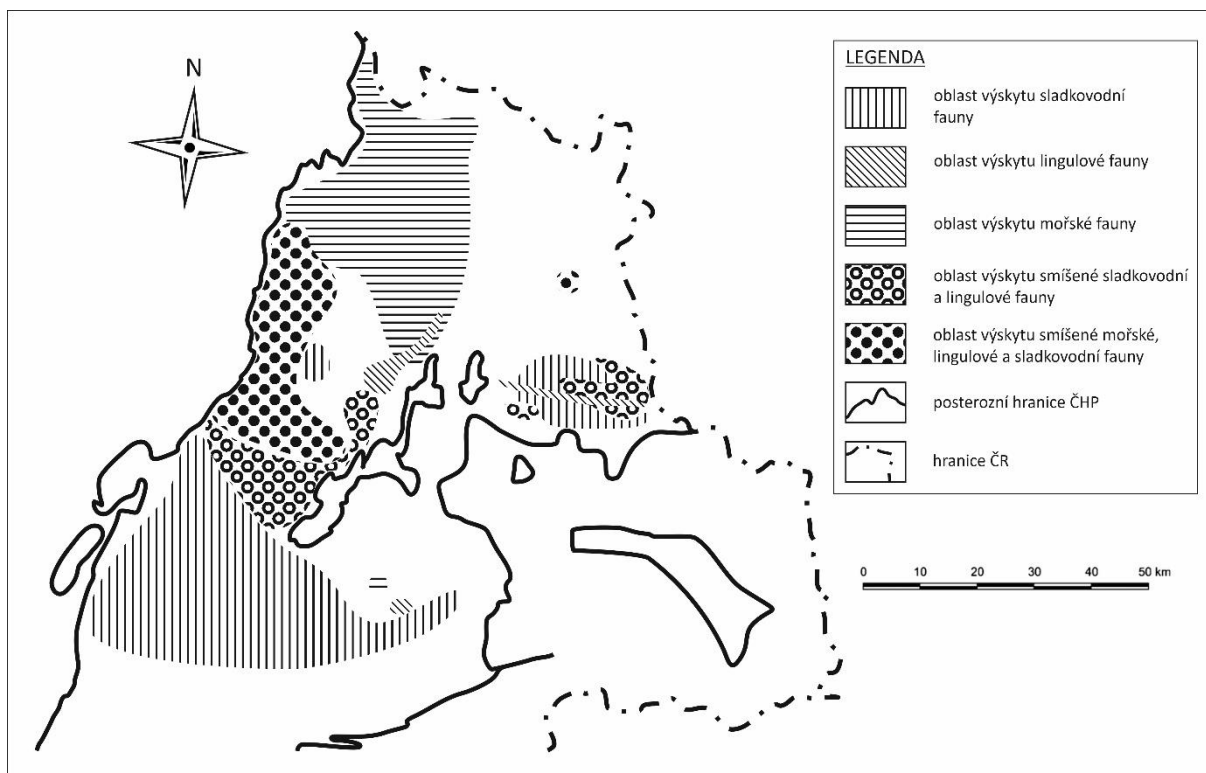 N
LEGENDA
oblast výskytu sladkovodní
fauny
oblast výskytu lingulové fauny
oblast výskytu mořské fauny
oblast výskytu smíšené sladkovodní
a lingulové fauny
oblast výskytu smíšené mořské,
lingulové a sladkovodní fauny
posterozní hranice ČHP
hranice ČR
0 10 20 30 40 50 km